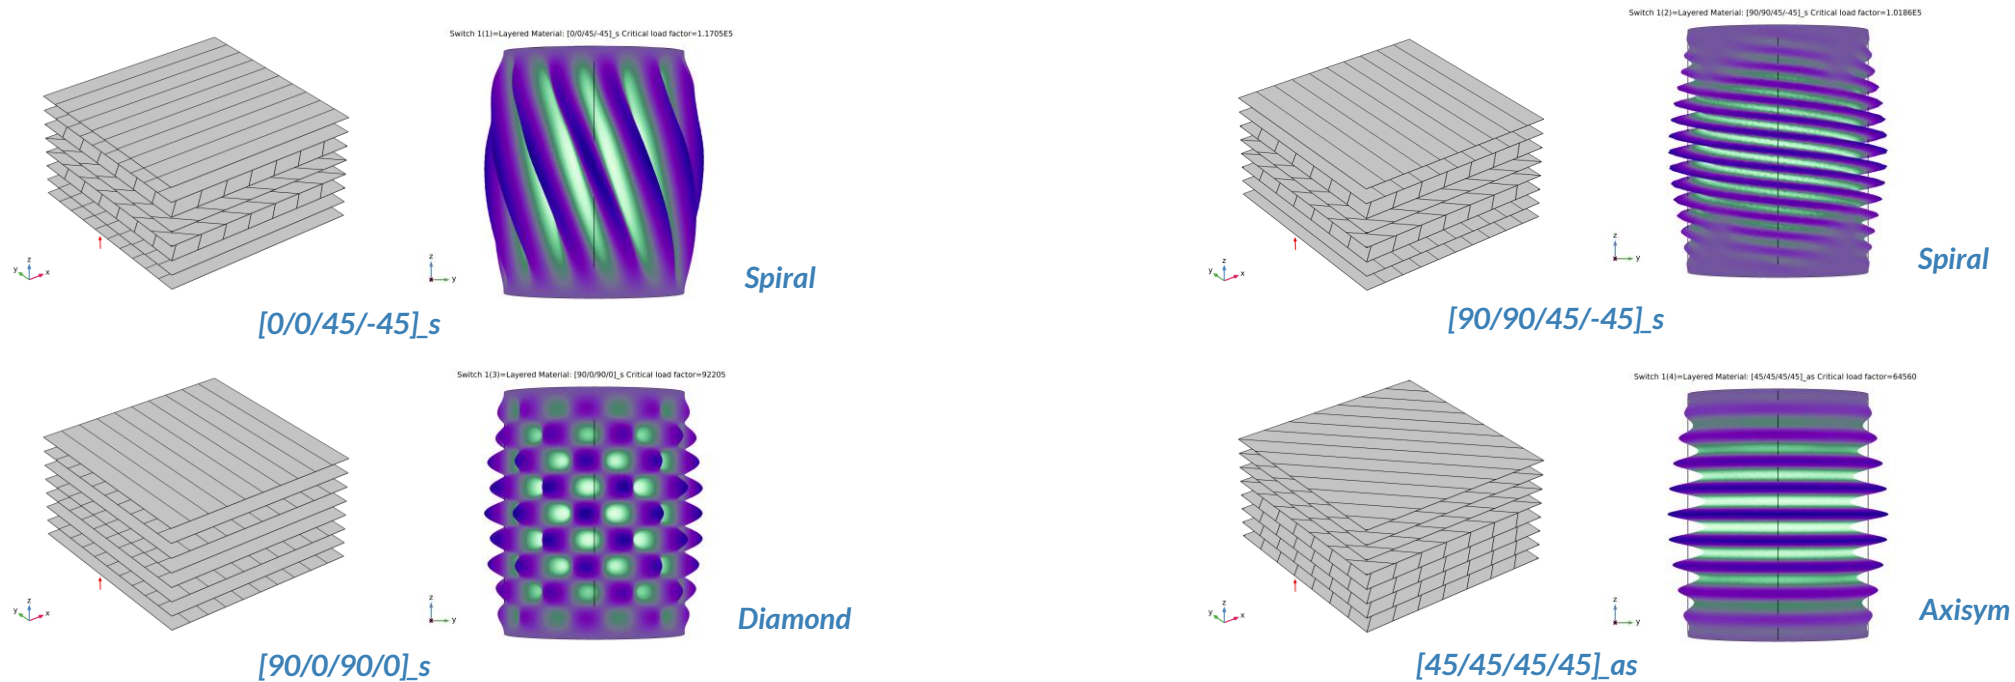 Switch 1(1)=Layered Material: [0/0/45/-45]_s Critical load factor=1.1705E5
z
y
x
z
y
Spiral
[0/0/45/-45]_s
Switch 1(2)=Layered Material: [90/90/45/-45]_s Critical load factor=1.0186E5
z
y
x
z
y
Spiral
[90/90/45/-45]_s
Switch 1(3)=Layered Material: [90/0/90/0]_s Critical load factor=92205
z
y
x
z
y
Diamond
[90/0/90/0]_s
Switch 1(4)=Layered Material: [45/45/45/45]_as Critical load factor=64560
z
y
x
z
y
Axisym
[45/45/45/45]_as